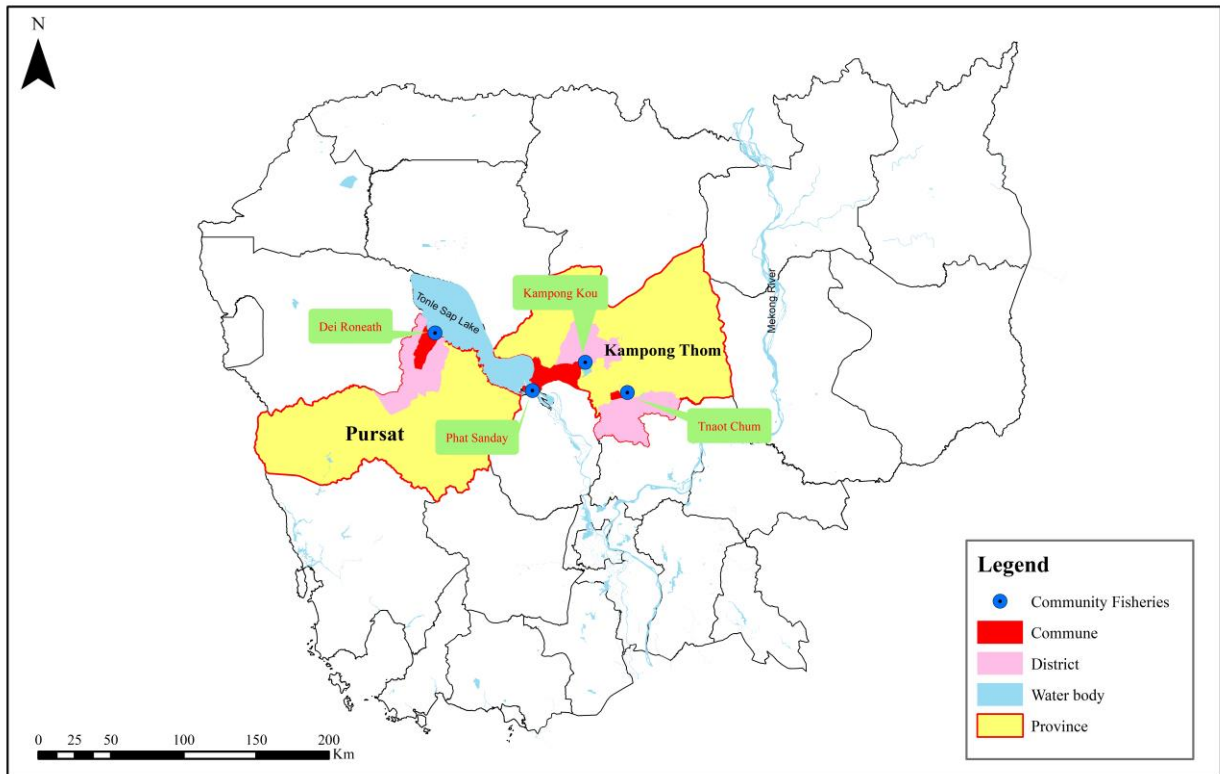 N
Kampong Kou
Tonle Sap Lake
Mekong River
Dei Roneath
Kampong Thom
Pursat
Phat Sanday
Tnaot Chum
Legend
Community Fisheries
Commune
District
Water body
Province
0 25 50 100 150 200
Km